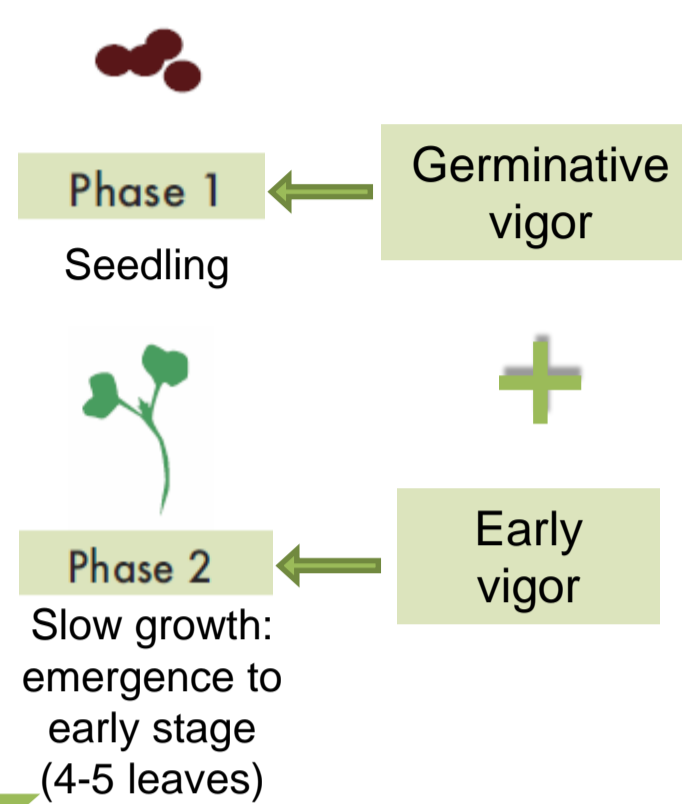 Phase 1
Germinative
vigor
Seedling
Phase 2
Early
vigor
Slow growth:
emergence to
early stage
(4-5 leaves)